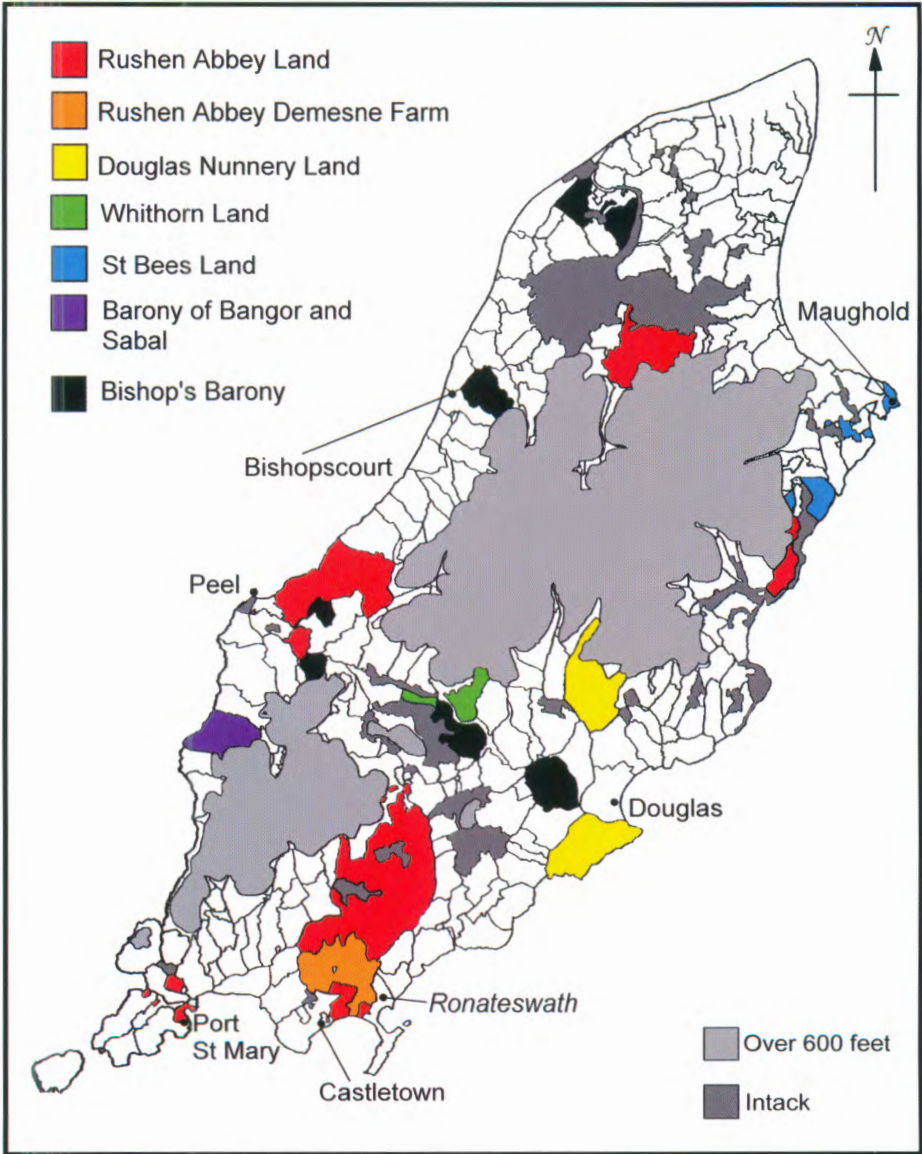 Rushen Abbey Land
Rushen Abbey Demesne Farm
Douglas Nunnery Land
Whithorn Land
St Bees Land
Barony of Bangor and
Sabal
Bishop's Barony
N
Maughold
Bishopscourt
Peel
Douglas
Ronateswath
Port
St Mary
Castletown
Over 600 feet
Intack